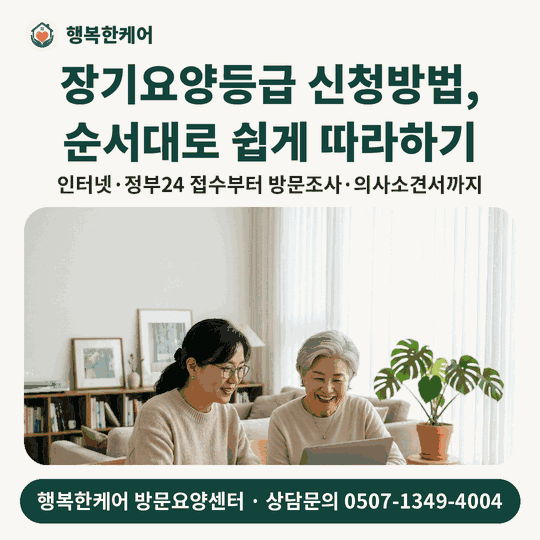 행복한케어
장기요양등급 신청방법,
순서대로 쉽게 따라하기
인터넷·정부24 접수부터 방문조사·의사소견서까지
행복한케어 방문요양센터 · 상담문의 0507-1349-4004